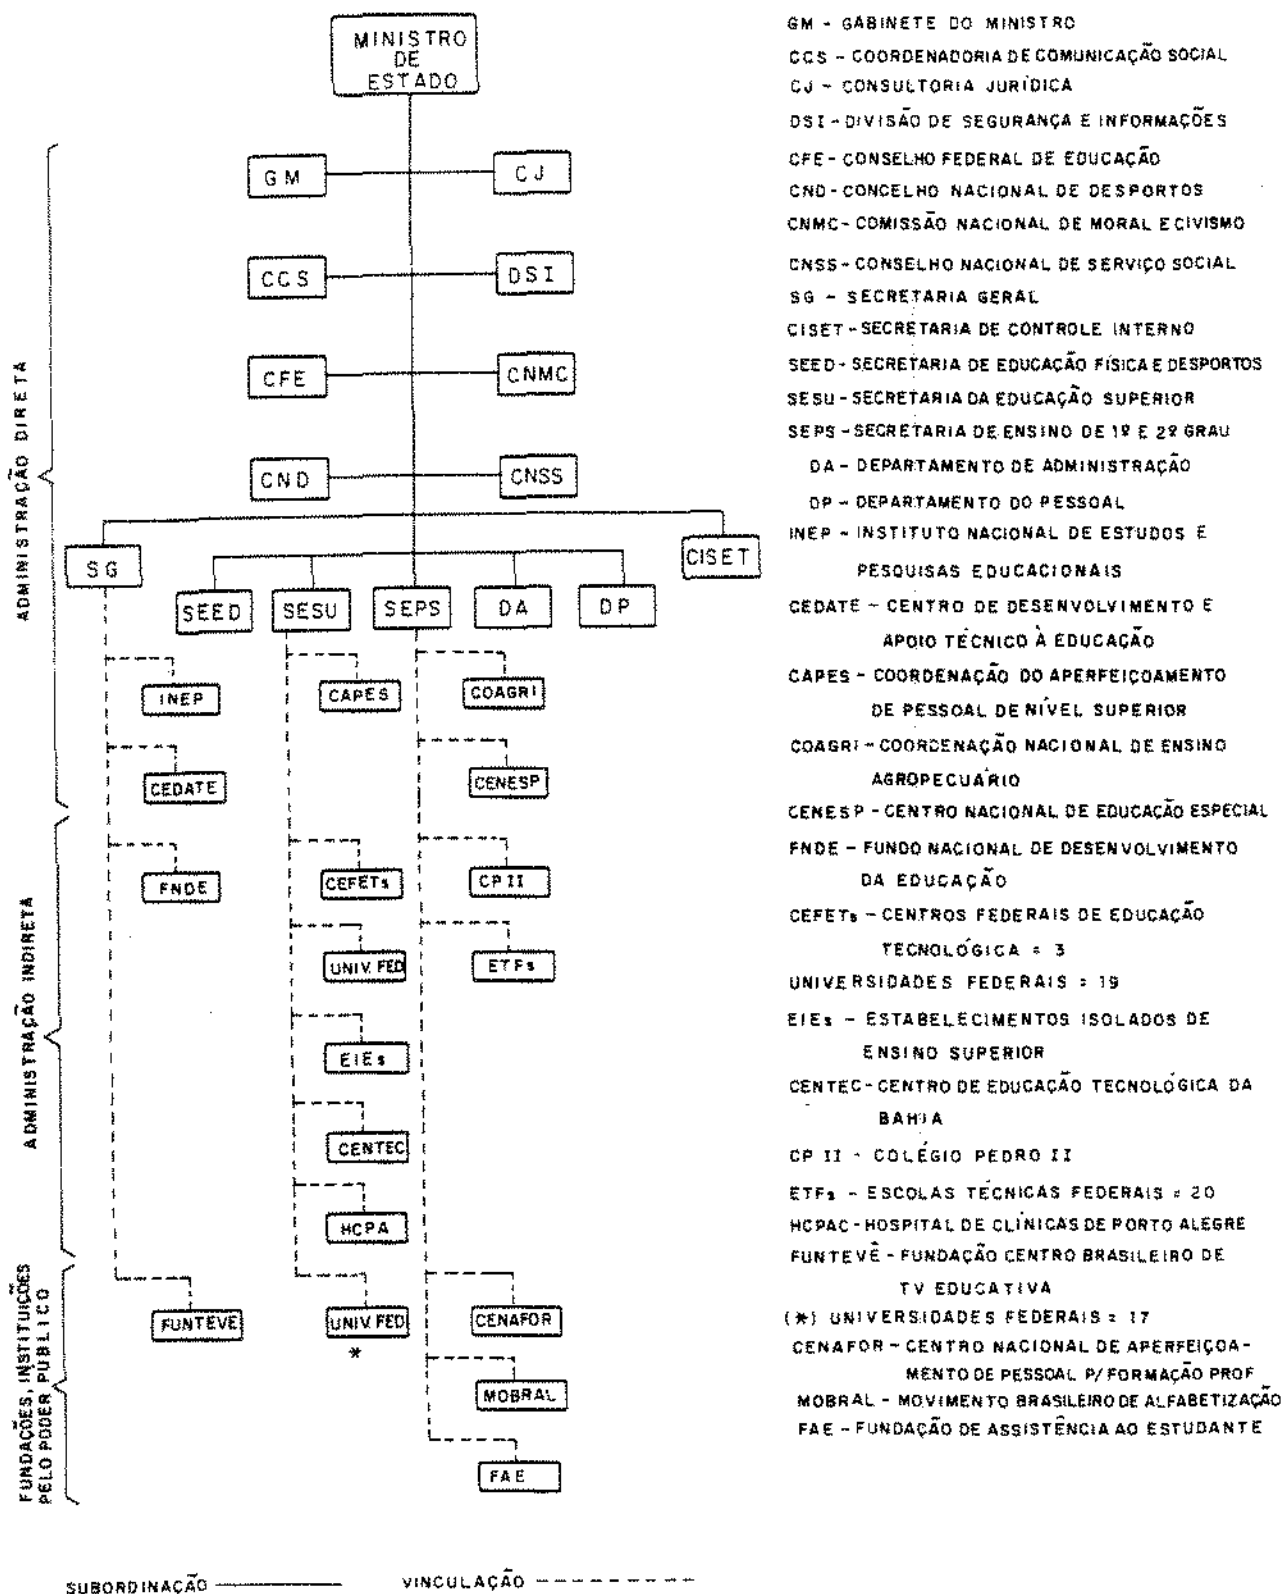 MINISTRO
DE
ESTADO
GM
CJ
CCS
DSI
CFE
CNMC
CND
CNSS
SG
CISET
SEED
SESU
SEPS
DA
DP
INEP
CAPES
COAGRI
CEDATE
CENESP
FNDE
CEFETs
CP II
UNIV. FED
ETFs
EIEs
CENTEC
HCPA
FUNTEVÊ
UNIV. FED
*
CENAFOR
MOBRAL
FAE
ADMINISTRAÇÃO DIRETA
ADMINISTRAÇÃO INDIRETA
FUNDAÇÕES, INSTITUIÇÕES
PELO PODER PUBLICO
GM - GABINETE DO MINISTRO
CCS - COORDENADORIA DE COMUNICAÇÃO SOCIAL
CJ - CONSULTORIA JURÍDICA
DSI - DIVISÃO DE SEGURANÇA E INFORMAÇÕES
CFE - CONSELHO FEDERAL DE EDUCAÇÃO
CND - CONCELHO NACIONAL DE DESPORTOS
CNMC - COMISSÃO NACIONAL DE MORAL E CIVISMO
CNSS - CONSELHO NACIONAL DE SERVIÇO SOCIAL
SG - SECRETARIA GERAL
CISET - SECRETARIA DE CONTROLE INTERNO
SEED - SECRETARIA DE EDUCAÇÃO FÍSICA E DESPORTOS
SESU - SECRETARIA DA EDUCAÇÃO SUPERIOR
SEPS - SECRETARIA DE ENSINO DE 1º E 2º GRAU
DA - DEPARTAMENTO DE ADMINISTRAÇÃO
DP - DEPARTAMENTO DO PESSOAL
INEP - INSTITUTO NACIONAL DE ESTUDOS E
PESQUISAS EDUCACIONAIS
CEDATE - CENTRO DE DESENVOLVIMENTO E
APOIO TÉCNICO À EDUCAÇÃO
CAPES - COORDENAÇÃO DO APERFEIÇOAMENTO
DE PESSOAL DE NÍVEL SUPERIOR
COAGRI - COORDENAÇÃO NACIONAL DE ENSINO
AGROPECUÁRIO
CENESP - CENTRO NACIONAL DE EDUCAÇÃO ESPECIAL
FNDE - FUNDO NACIONAL DE DESENVOLVIMENTO
DA EDUCAÇÃO
CEFETs - CENTROS FEDERAIS DE EDUCAÇÃO
TECNOLÓGICA = 3
UNIVERSIDADES FEDERAIS = 19
EIEs - ESTABELECIMENTOS ISOLADOS DE
ENSINO SUPERIOR
CENTEC - CENTRO DE EDUCAÇÃO TECNOLÓGICA DA
BAHIA
CP II - COLÉGIO PEDRO II
ETFs - ESCOLAS TÉCNICAS FEDERAIS = 20
HCPAC - HOSPITAL DE CLÍNICAS DE PORTO ALEGRE
FUNTEVÊ - FUNDAÇÃO CENTRO BRASILEIRO DE
TV EDUCATIVA
(*) UNIVERSIDADES FEDERAIS = 17
CENAFOR - CENTRO NACIONAL DE APERFEIÇOA-
MENTO DE PESSOAL P/ FORMAÇÃO PROF
MOBRAL - MOVIMENTO BRASILEIRO DE ALFABETIZAÇÃO
FAE - FUNDAÇÃO DE ASSISTÊNCIA AO ESTUDANTE
SUBORDINAÇÃO
VINCULAÇÃO